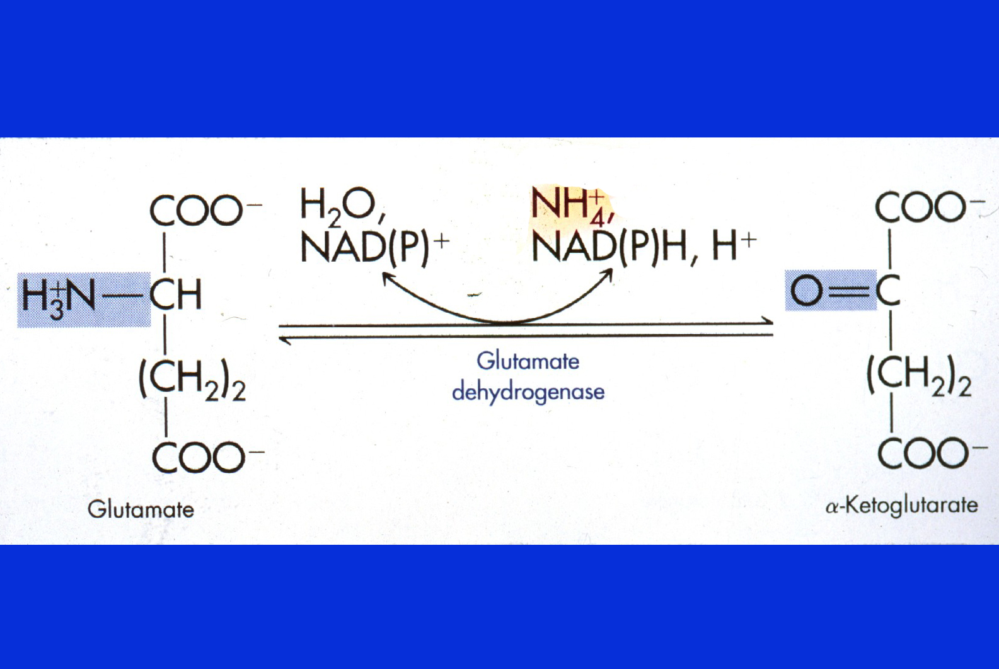 COO⁻
H₃⁺N—CH
(CH₂)₂
COO⁻
Glutamate
H₂O,
NAD(P)⁺
NH₄⁺,
NAD(P)H, H⁺
Glutamate
dehydrogenase
COO⁻
O=C
(CH₂)₂
COO⁻
α-Ketoglutarate